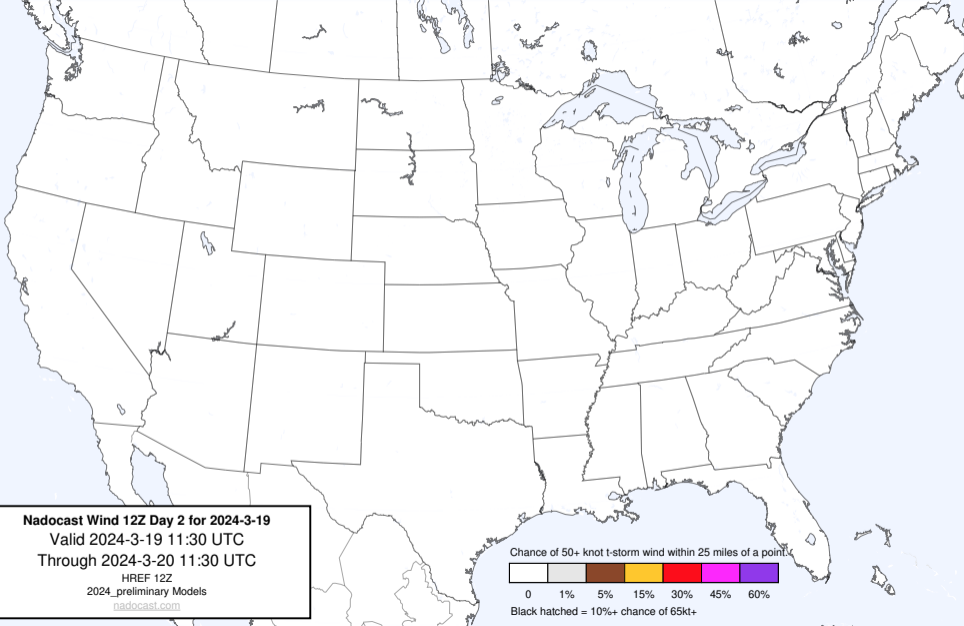 Nadocast Wind 12Z Day 2 for 2024-3-19
Valid 2024-3-19 11:30 UTC
Through 2024-3-20 11:30 UTC
HREF 12Z
2024_preliminary Models
nadocast.com
Chance of 50+ knot t-storm wind within 25 miles of a point.
0 1% 5% 15% 30% 45% 60%
Black hatched = 10%+ chance of 65kt+